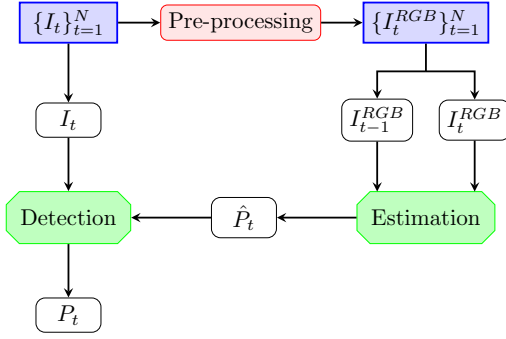 $\{I_t\}_{t=1}^{N}$ Pre-processing $\{I_t^{RGB}\}_{t=1}^{N}$
$I_t$ $I_{t-1}^{RGB}$ $I_t^{RGB}$
Detection $\hat{P}_t$ Estimation
$P_t$